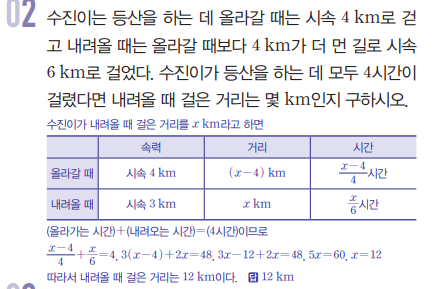 02 수진이는 등산을 하는 데 올라갈 때는 시속 4 km로 걷
고 내려올 때는 올라갈 때보다 4 km가 더 먼 길로 시속
6 km로 걸었다. 수진이가 등산을 하는 데 모두 4시간이
걸렸다면 내려올 때 걸은 거리는 몇 km인지 구하시오.
수진이가 내려올 때 걸은 거리를 x km라고 하면
속력 거리 시간
올라갈 때 시속 4 km (x-4) km \frac{x-4}{4}시간
내려올 때 시속 3 km x km \frac{x}{6}시간
(올라가는 시간)+(내려오는 시간)=(4시간)이므로
\frac{x-4}{4}+\frac{x}{6}=4, 3(x-4)+2x=48, 3x-12+2x=48, 5x=60, x=12
따라서 내려올 때 걸은 거리는 12 km이다. 답 12 km